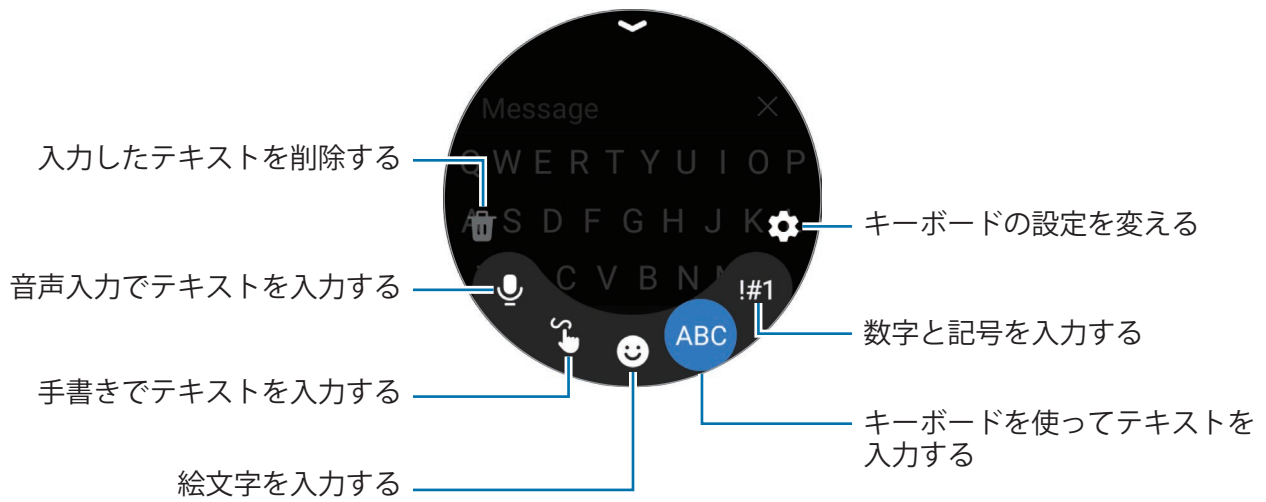 Message
入力したテキストを削除する
Q W E R T Y U I O P
A S D F G H J K L
キーボードの設定を変える
音声入力でテキストを入力する
C V B N M
!#1
数字と記号を入力する
ABC
手書きでテキストを入力する
キーボードを使ってテキストを
入力する
絵文字を入力する